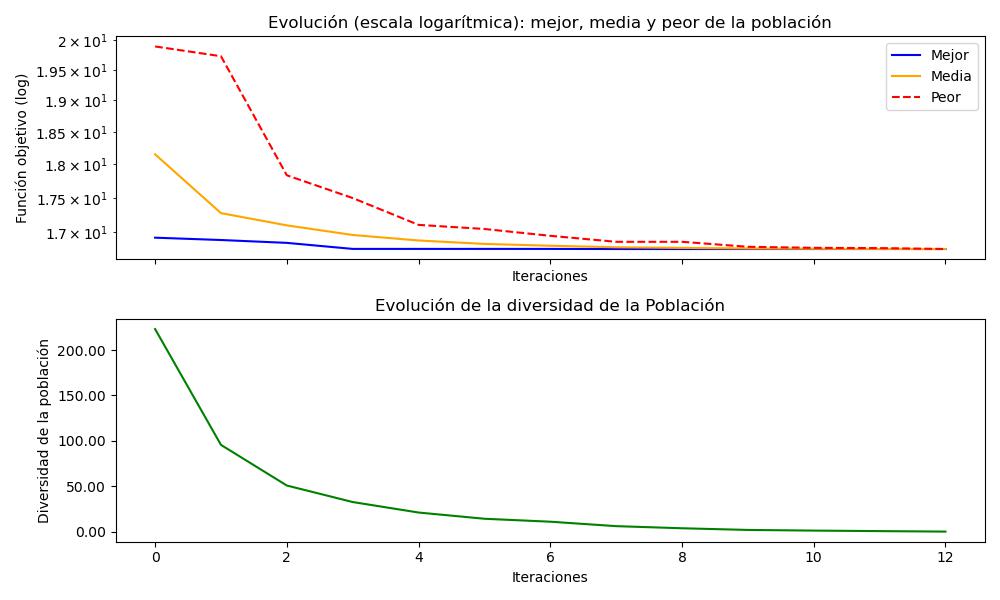 Evolución (escala logarítmica): mejor, media y peor de la población
Función objetivo (log)
2 × 10¹
1.95 × 10¹
1.9 × 10¹
1.85 × 10¹
1.8 × 10¹
1.75 × 10¹
1.7 × 10¹
Mejor
Media
Peor
Iteraciones
Evolución de la diversidad de la Población
Diversidad de la población
200.00
150.00
100.00
50.00
0.00
0 2 4 6 8 10 12
Iteraciones